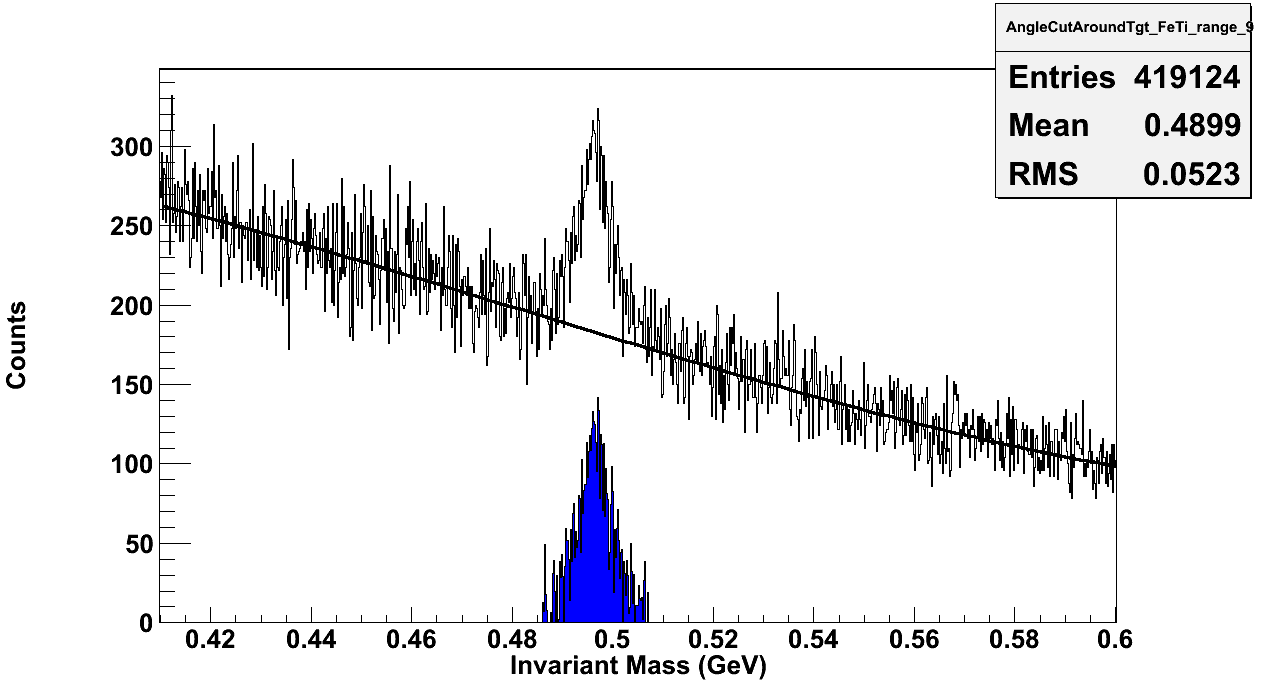 AngleCutAroundTgt_FeTi_range_9
Entries 419124
Mean 0.4899
RMS 0.0523
300
250
200
150
100
50
0
Counts
0.42 0.44 0.46 0.48 0.5 0.52 0.54 0.56 0.58 0.6
Invariant Mass (GeV)